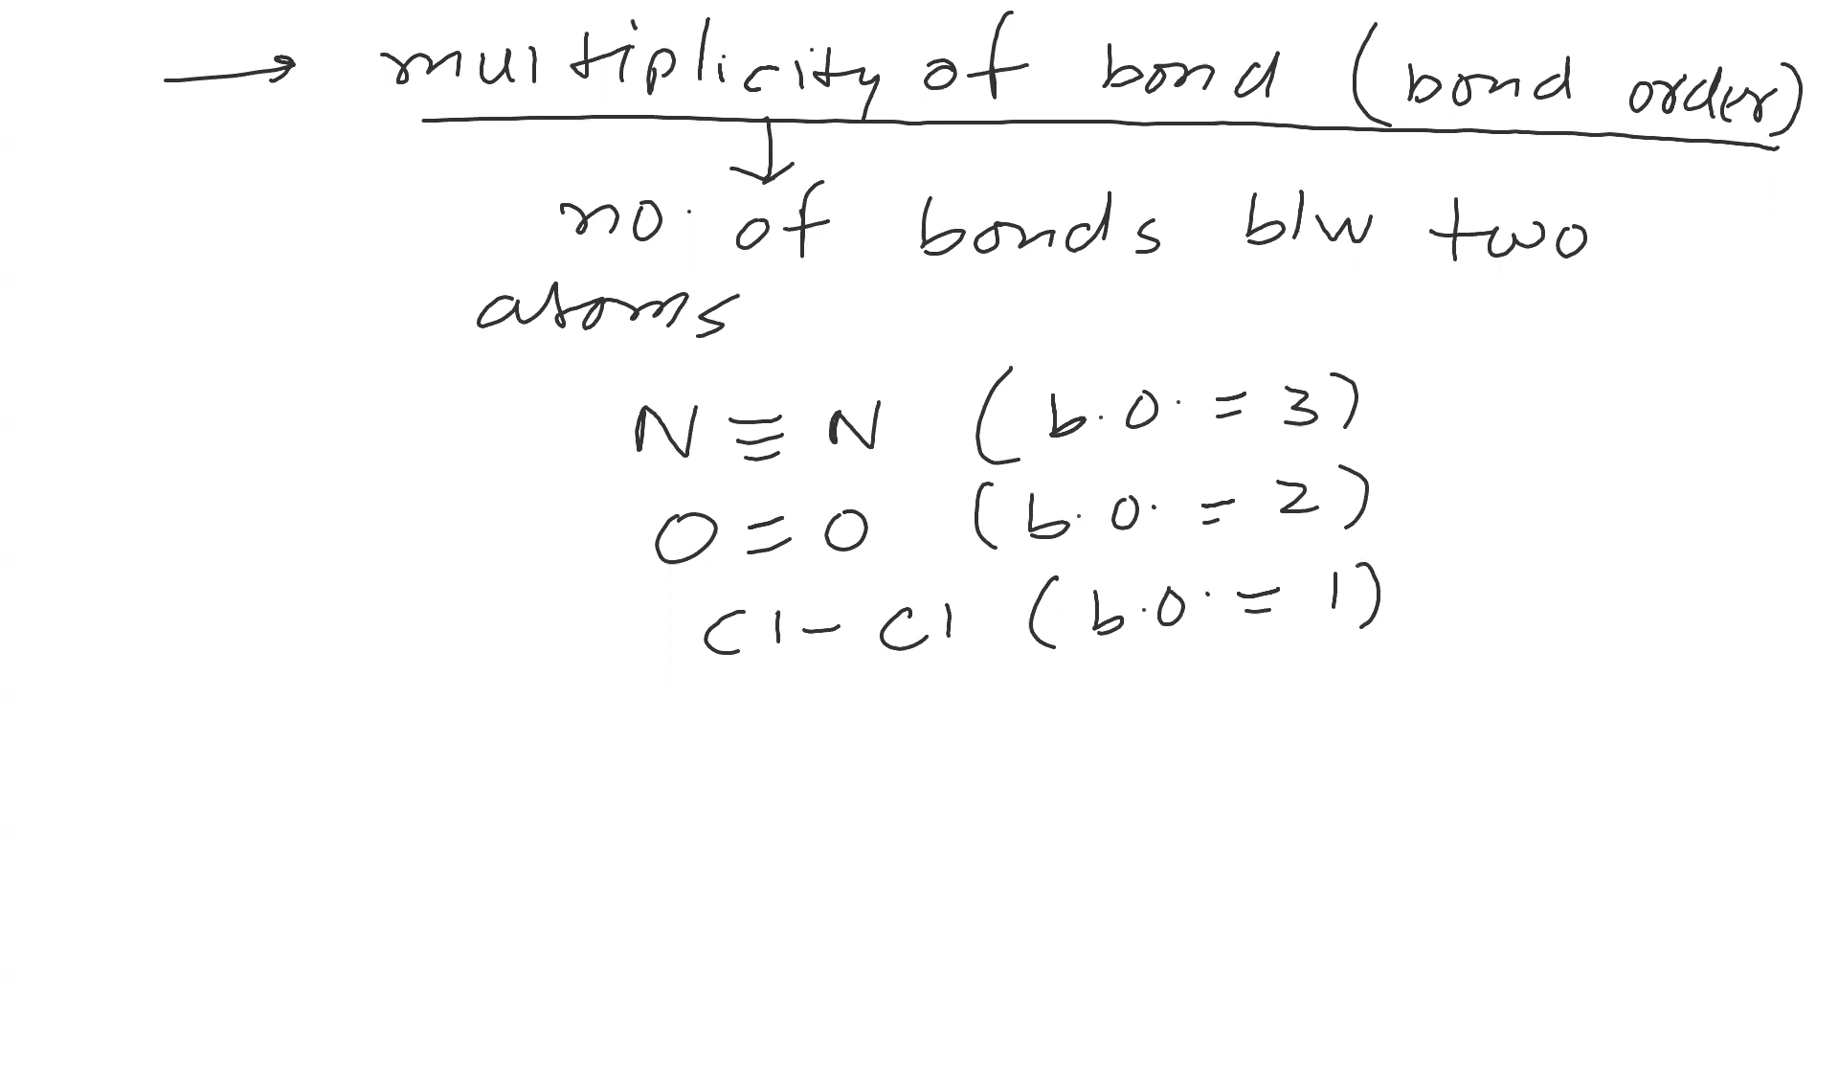 → multiplicity of bond (bond order)
↓
no. of bonds b/w two
atoms
N ≡ N (b.o. = 3)
O = O (b.o. = 2)
Cl - Cl (b.o. = 1)